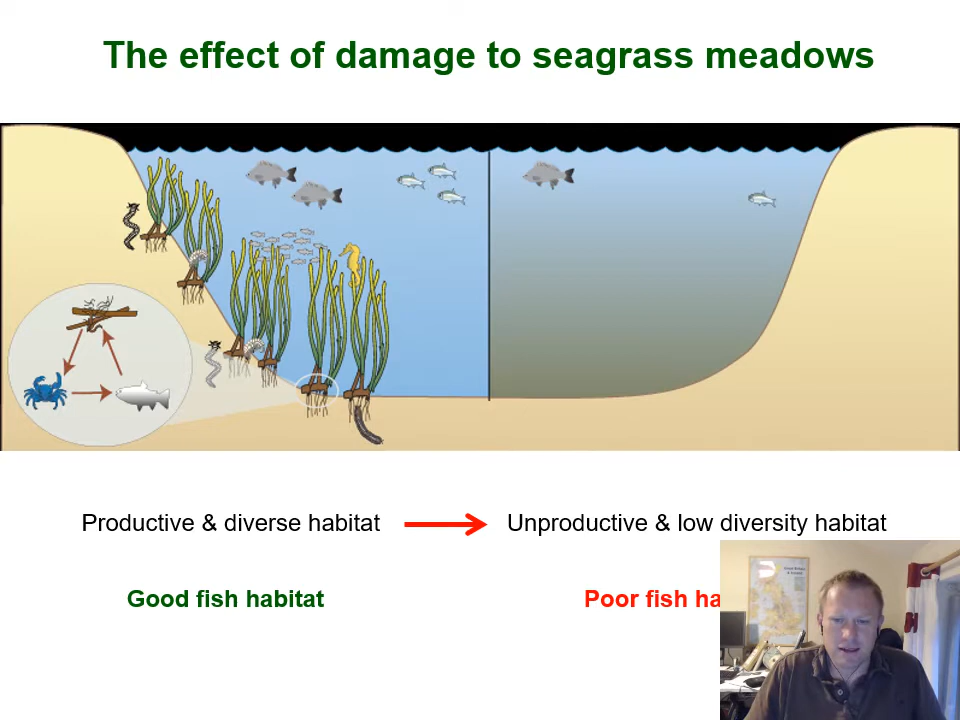 The effect of damage to seagrass meadows
Productive & diverse habitat
Unproductive & low diversity habitat
Good fish habitat
Poor fish